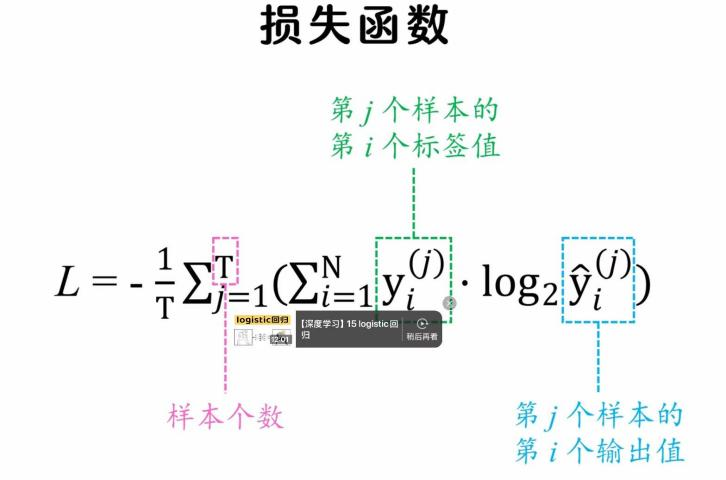 损失函数
第 j 个样本的
第 i 个标签值
L = - 1/T ∑_{j=1}^{T} (∑_{i=1}^{N} y_i^{(j)} · log₂ ŷ_i^{(j)})
logistic回归
12:01
【深度学习】15 logistic回
归
稍后再看
样本个数
第 j 个样本的
第 i 个输出值